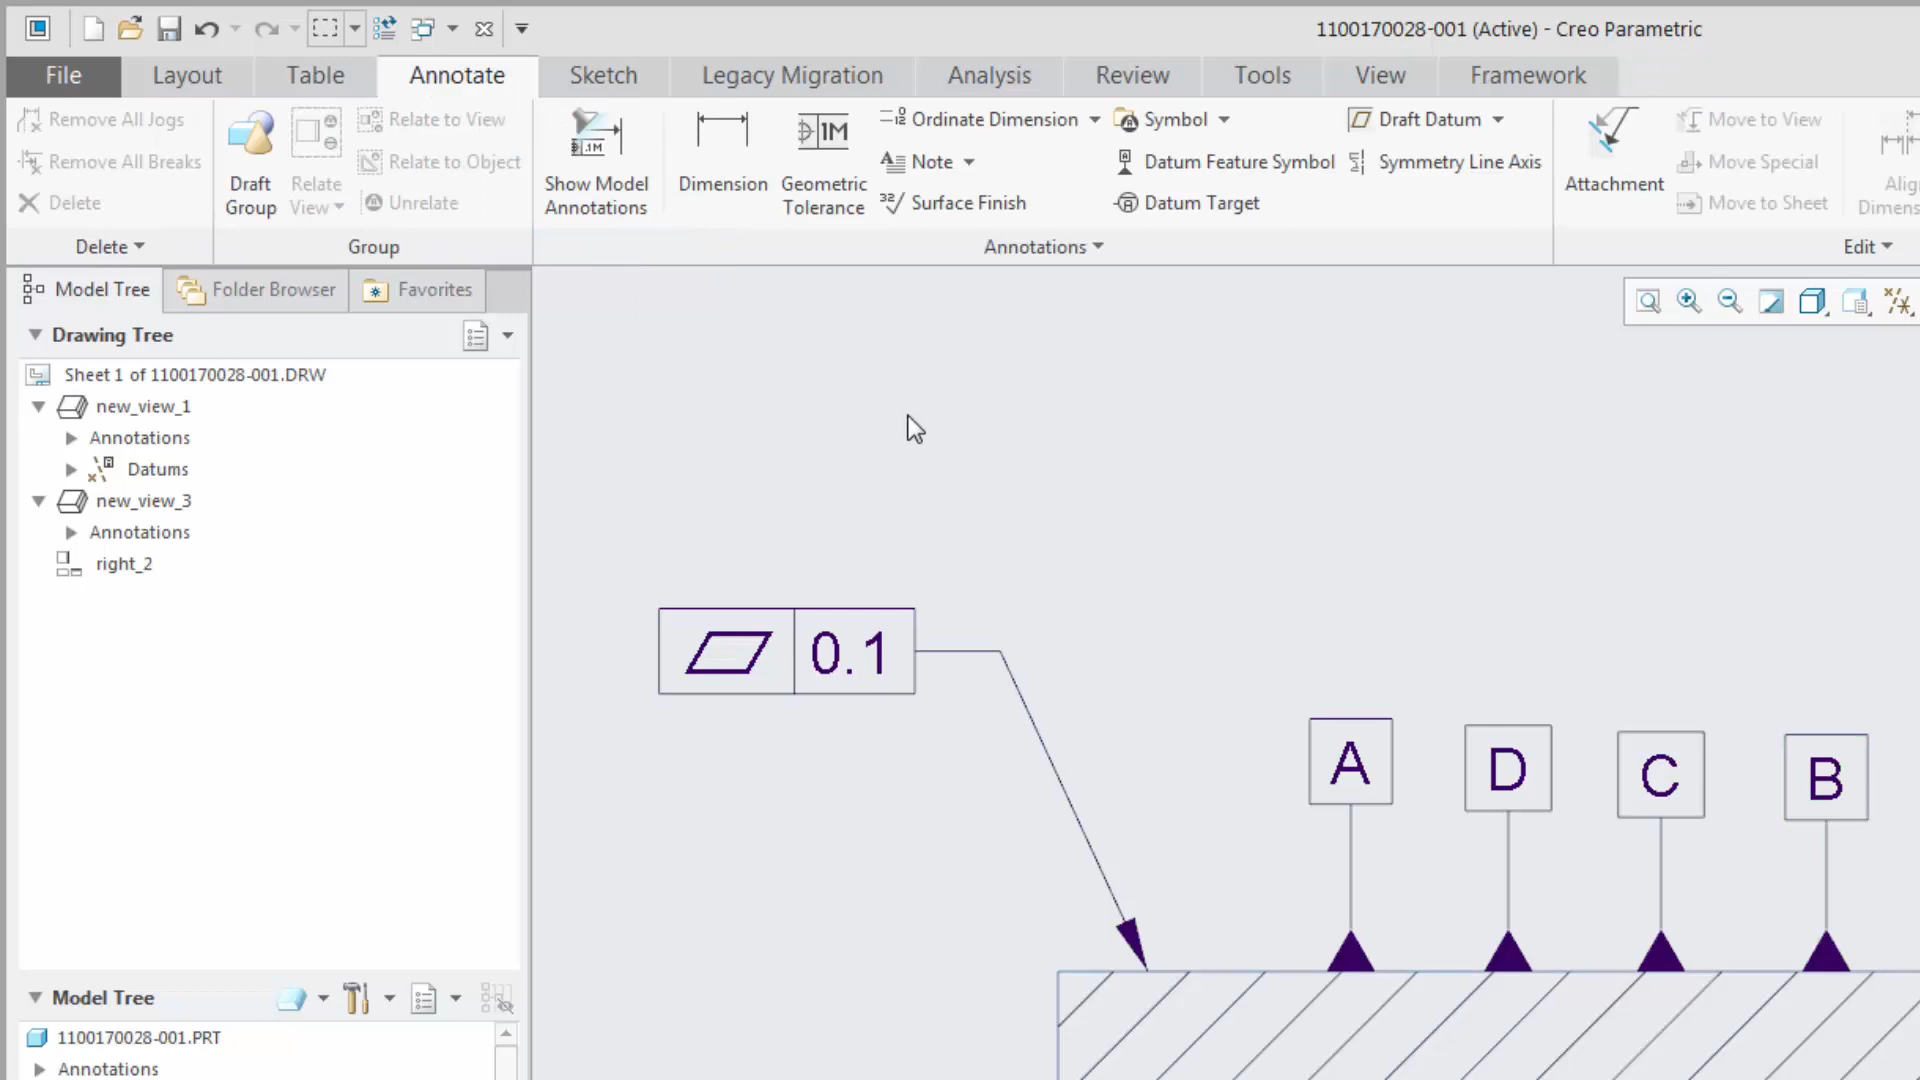 1100170028-001 (Active) - Creo Parametric
File Layout Table Annotate Sketch Legacy Migration Analysis Review Tools View Framework
Remove All Jogs
Remove All Breaks
Delete
Delete
Draft Group
Relate View
Relate to View
Relate to Object
Unrelate
Group
Show Model Annotations
Dimension
Geometric Tolerance
Ordinate Dimension
Note
Surface Finish
Symbol
Datum Feature Symbol
Datum Target
Draft Datum
Symmetry Line Axis
Annotations
Attachment
Move to View
Move Special
Move to Sheet
Edit
Model Tree Folder Browser Favorites
Drawing Tree
Sheet 1 of 1100170028-001.DRW
new_view_1
Annotations
Datums
new_view_3
Annotations
right_2
0.1
A D C B
Model Tree
1100170028-001.PRT
Annotations